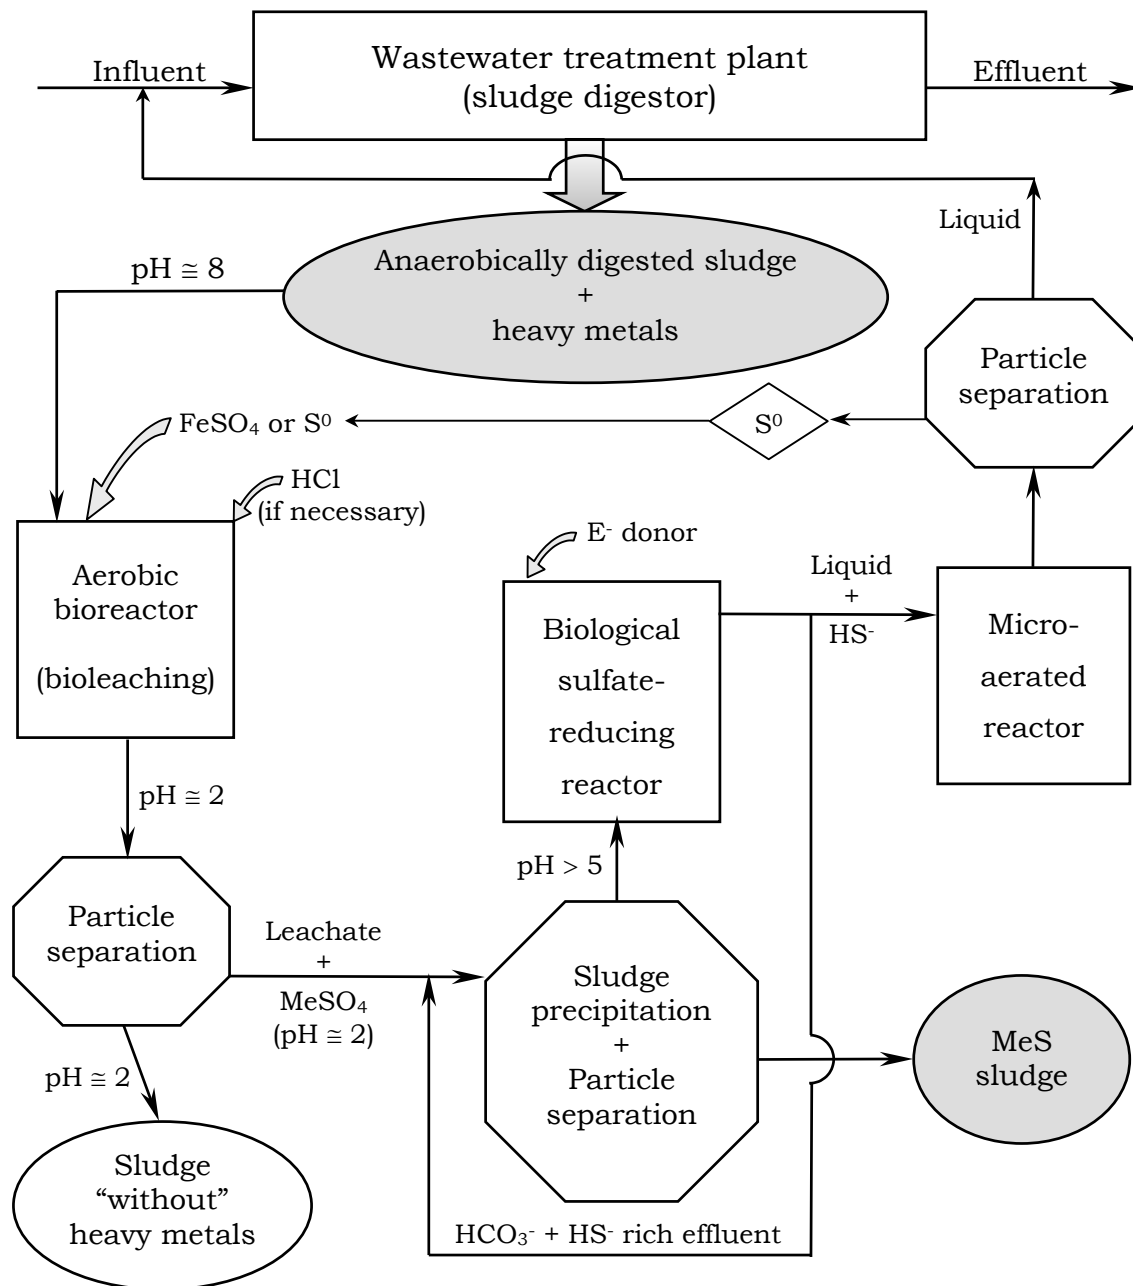 Influent
Wastewater treatment plant
(sludge digestor)
Effluent
Liquid
pH ≅ 8
Anaerobically digested sludge
+
heavy metals
Particle
separation
FeSO₄ or S⁰
S⁰
HCl
(if necessary)
E⁻ donor
Aerobic
bioreactor
(bioleaching)
Biological
sulfate-
reducing
reactor
Liquid
+
HS⁻
Micro-
aerated
reactor
pH ≅ 2
pH > 5
Particle
separation
Leachate
+
MeSO₄
(pH ≅ 2)
Sludge
precipitation
+
Particle
separation
MeS
sludge
pH ≅ 2
Sludge
“without”
heavy metals
HCO₃⁻ + HS⁻ rich effluent